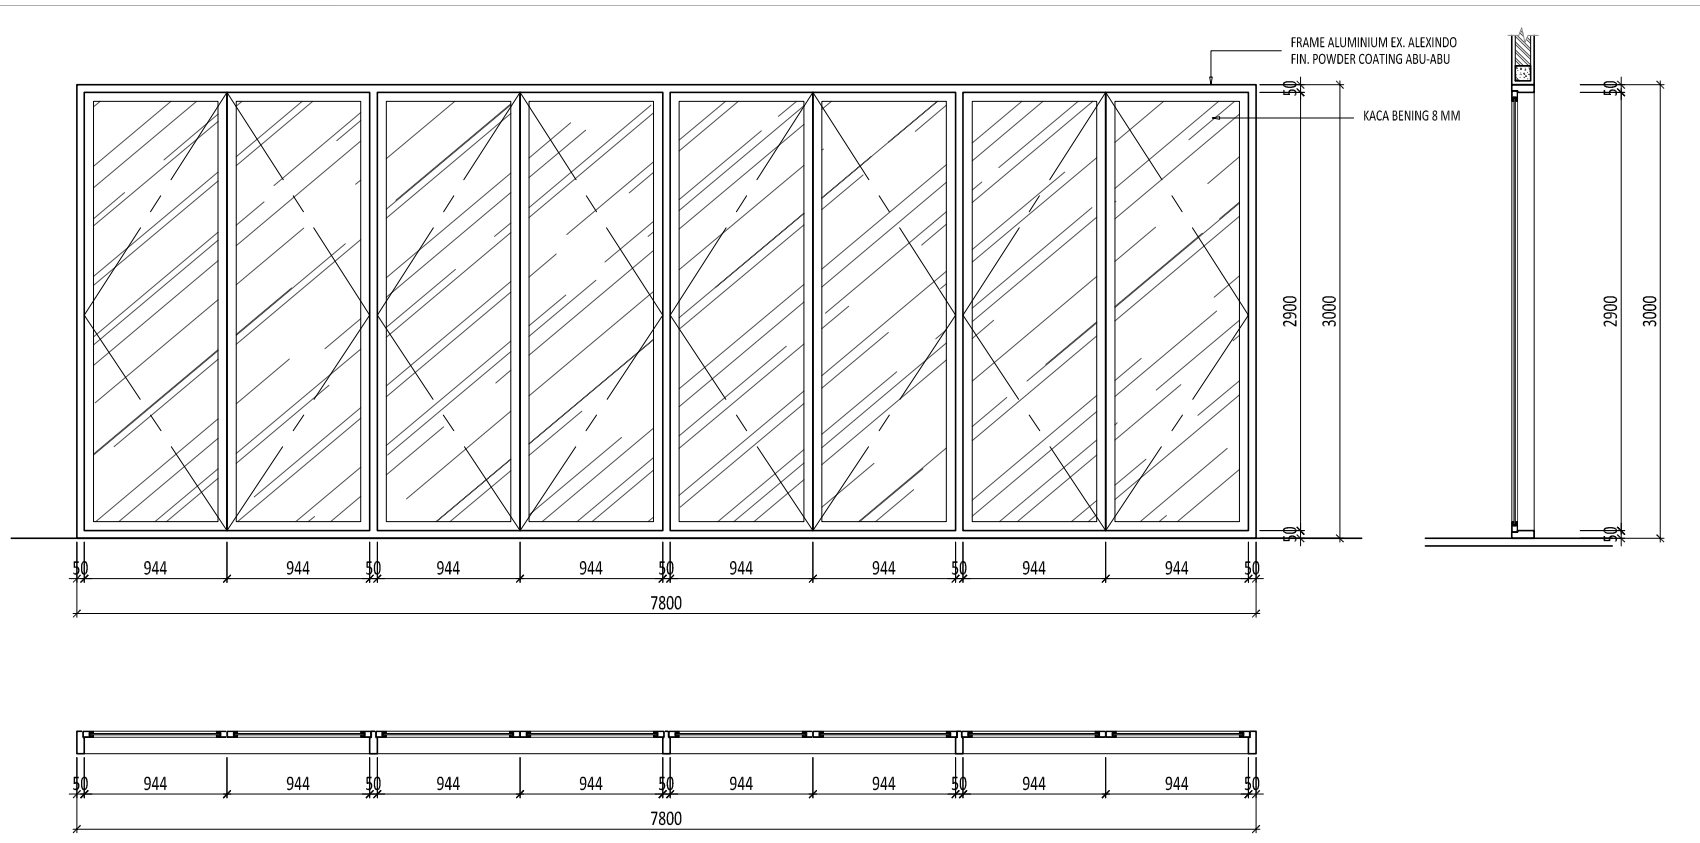 FRAME ALUMINIUM EX. ALEXINDO
FIN. POWDER COATING ABU-ABU
KACA BENING 8 MM
50
2900
3000
50
50
2900
3000
50
50 944 944 50 944 944 50 944 944 50 944 944 50
7800
50 944 944 50 944 944 50 944 944 50 944 944 50
7800